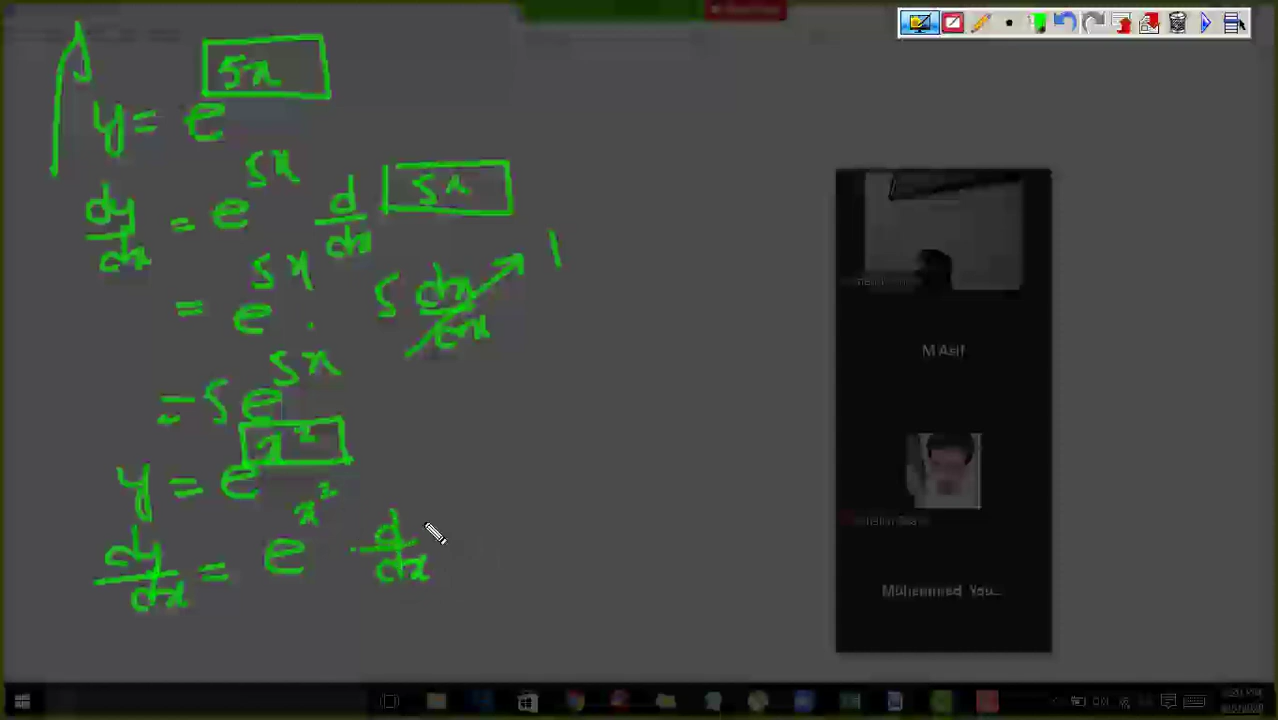 y = e^{5x}
dy/dx = e^{5x} d/dx 5x
= e^{5x} · 5 dx/dx → 1
= 5e^{5x}
y = e^{x²}
dy/dx = e^{x²} · d/dx
M Asif
Muhammad You...